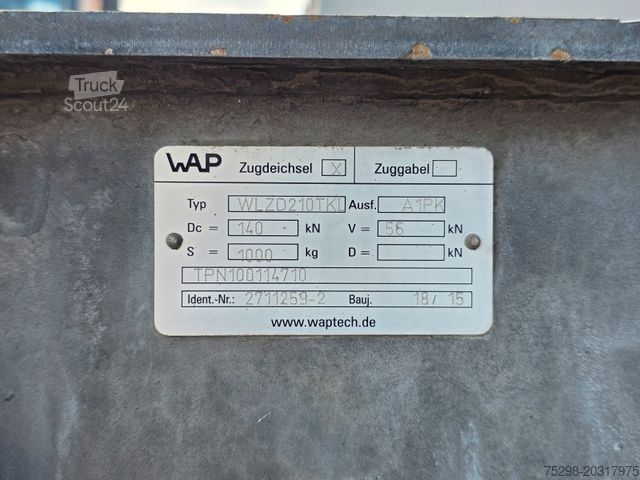 Truck
Scout24
WAP Zugdeichsel X Zuggabel
Typ WLZD210TKL Ausf. A1PK
Dc = 140 kN V = 56 kN
S = 1000 kg D = kN
TPN100114710
Ident.-Nr.: 2711259-2 Bauj. 18/ 15
www.waptech.de
75298-20317975